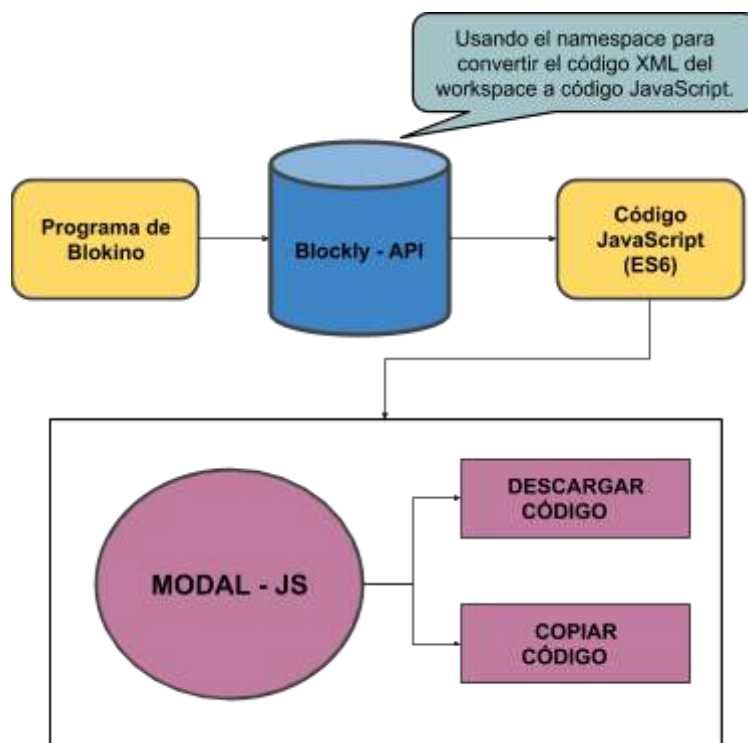 Usando el namespace para
convertir el código XML del
workspace a código JavaScript.
Programa de
Blokino
Blockly - API
Código
JavaScript
(ES6)
MODAL - JS
DESCARGAR
CÓDIGO
COPIAR
CÓDIGO